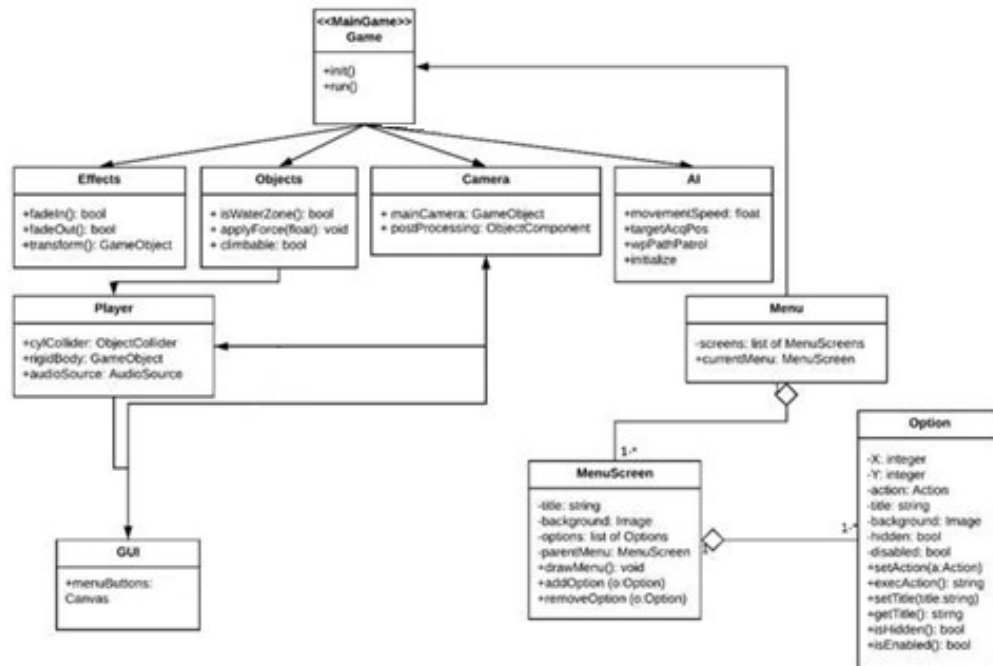 <<MainGame>>
Game
+init()
+run()
Effects
+fadeIn(): bool
+fadeOut(): bool
+transform(): GameObject
Objects
+ isWaterZone(): bool
+ applyForce(float): void
+ climbable: bool
Camera
+ mainCamera: GameObject
+ postProcessing: ObjectComponent
AI
+movementSpeed: float
+targetAcqPos
+wpPathPatrol
+initialize
Player
+cylCollider: ObjectCollider
+rigidBody: GameObject
+audioSource: AudioSource
Menu
-screens: list of MenuScreens
+currentMenu: MenuScreen
1-*
MenuScreen
-title: string
-background: Image
-options: list of Options
-parentMenu: MenuScreen
+drawMenu(): void
+addOption (o:Option)
+removeOption (o:Option)
1-*
Option
-X: integer
-Y: integer
-action: Action
-title: string
-background: Image
-hidden: bool
-disabled: bool
+setAction(a:Action)
+execAction(): string
+setTitle(title:string)
+getTitle(): stirng
+isHidden(): bool
+isEnabled(): bool
GUI
+menuButtons:
Canvas